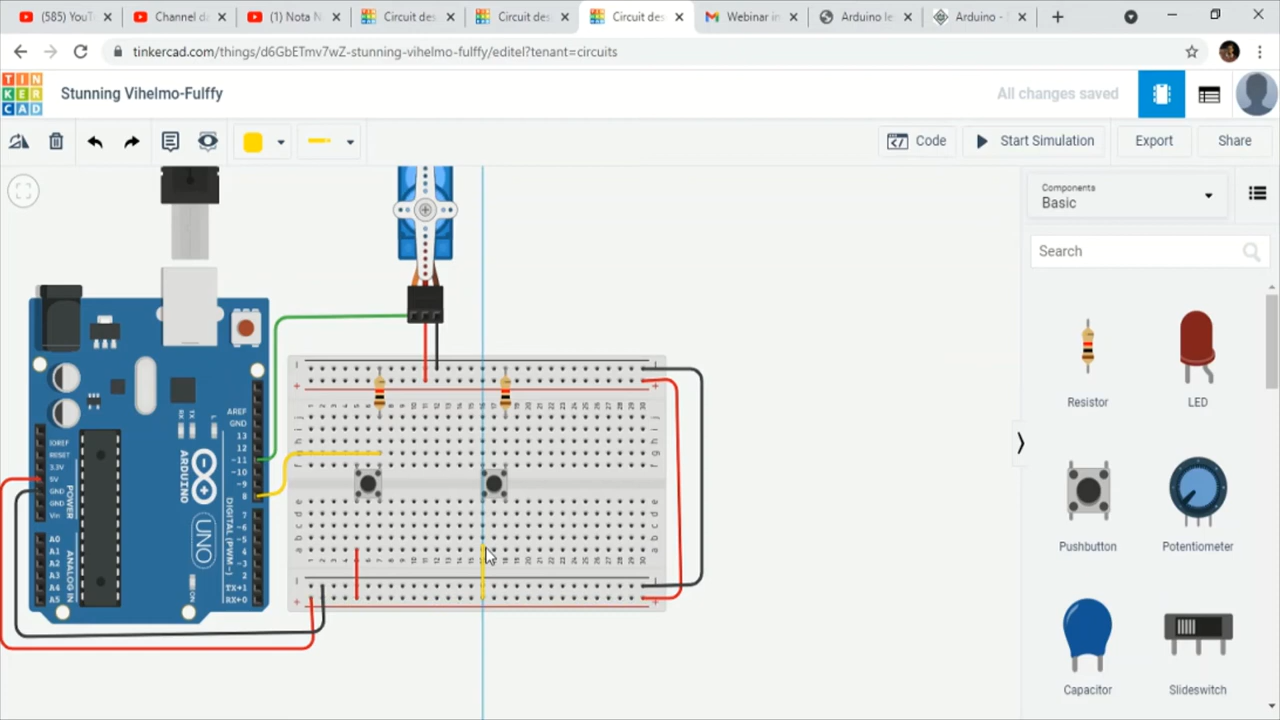 (585) YouT
Channel da
(1) Nota N
Circuit des
Circuit des
Circuit des
Webinar in
Arduino le
Arduino -
tinkercad.com/things/d6GbETmv7wZ-stunning-vihelmo-fulffy/editel?tenant=circuits
TIN
KER
CAD
Stunning Vihelmo-Fulffy
All changes saved
Code
Start Simulation
Export
Share
Components
Basic
Search
Resistor
LED
Pushbutton
Potentiometer
Capacitor
Slideswitch
AREF
GND
13
12
~11
~10
~9
8
7
~6
~5
4
~3
2
TX→1
RX←0
DIGITAL (PWM~)
ARDUINO
UNO
TX
RX
L
ON
IOREF
RESET
3.3V
5V
GND
GND
Vin
POWER
A0
A1
A2
A3
A4
A5
ANALOG IN